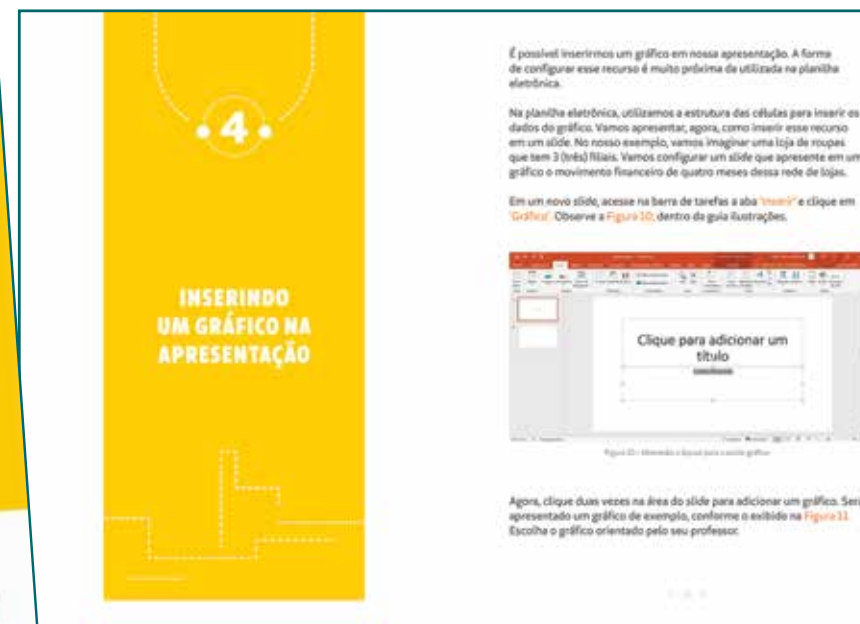 4
INSERINDO
UM GRÁFICO NA
APRESENTAÇÃO
É possível inserirmos um gráfico em nossa apresentação. A forma
de configurar esse recurso é muito próxima da utilizada na planilha
eletrônica.
Na planilha eletrônica, utilizamos a estrutura das células para inserir os
dados do gráfico. Vamos apresentar, agora, como inserir esse recurso
em um slide. No nosso exemplo, vamos imaginar uma loja de roupas
que tem 3 (três) filiais. Vamos configurar um slide que apresente em um
gráfico o movimento financeiro de quatro meses dessa rede de lojas.
Em um novo slide, acesse na barra de tarefas a aba 'Inserir' e clique em
'Gráfico'. Observe a Figura 10, dentro da guia ilustrações.
Clique para adicionar um
título
Agora, clique duas vezes na área do slide para adicionar um gráfico. Será
apresentado um gráfico de exemplo, conforme o exibido na Figura 11.
Escolha o gráfico orientado pelo seu professor.